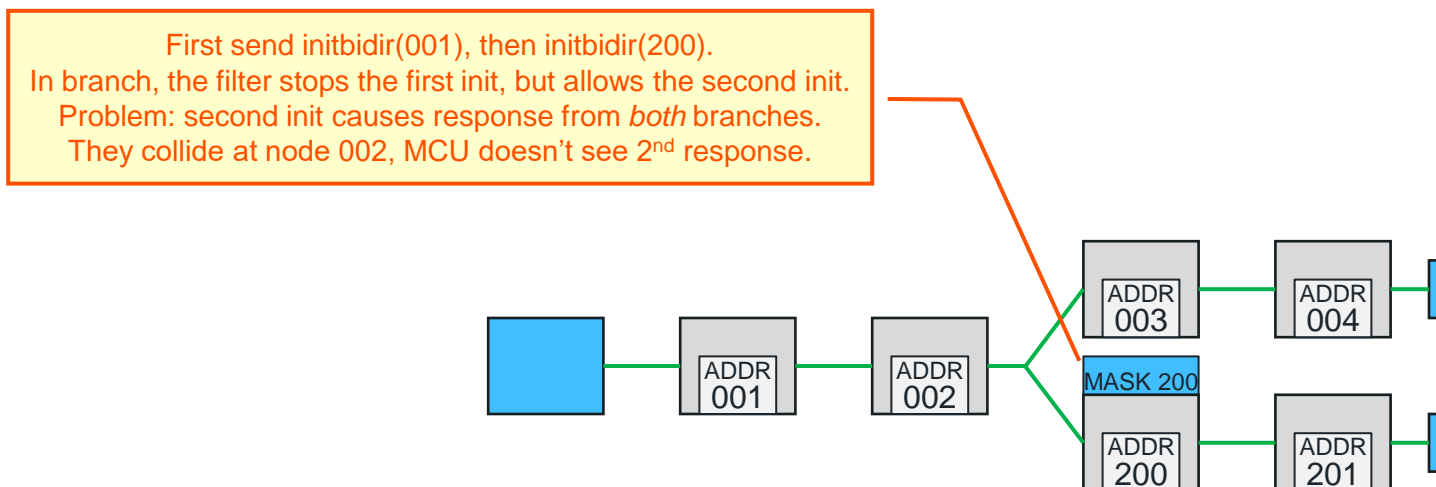 First send initbidir(001), then initbidir(200).
In branch, the filter stops the first init, but allows the second init.
Problem: second init causes response from both branches.
They collide at node 002, MCU doesn’t see 2nd response.
ADDR
003
ADDR
004
MASK 200
ADDR
001
ADDR
002
ADDR
200
ADDR
201